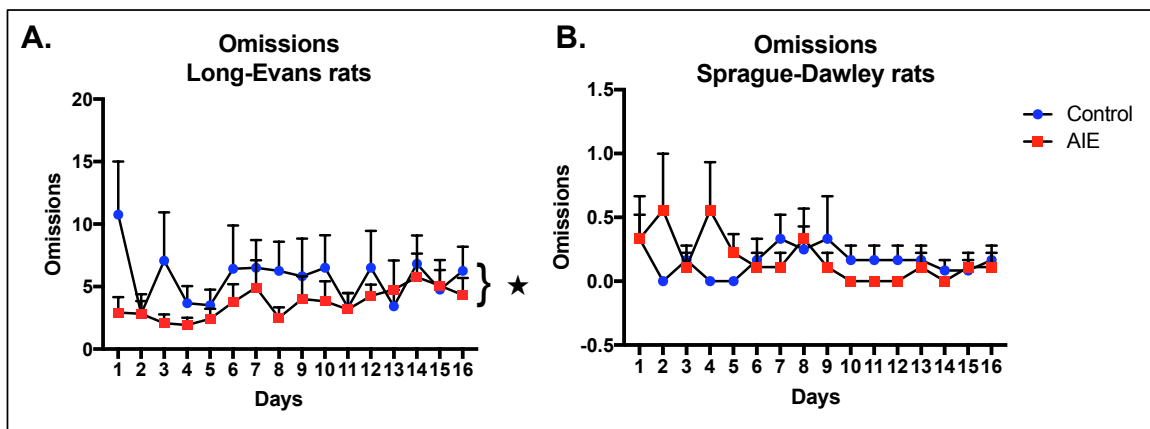 A.
Omissions
Long-Evans rats
20
15
10
5
0
Omissions
1 2 3 4 5 6 7 8 9 10 11 12 13 14 15 16
Days
★
B.
Omissions
Sprague-Dawley rats
1.5
1.0
0.5
0.0
-0.5
Omissions
1 2 3 4 5 6 7 8 9 10 11 12 13 14 15 16
Days
Control
AIE